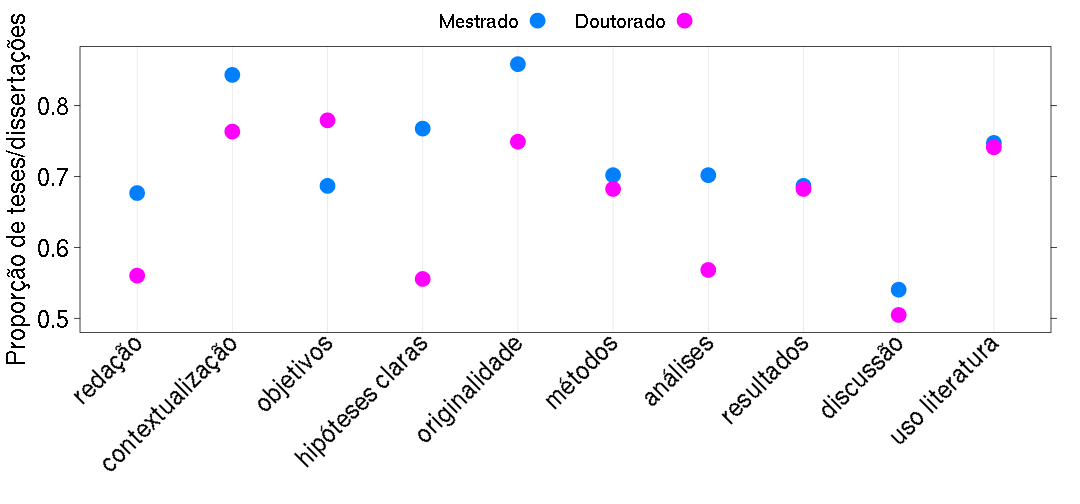 Mestrado Doutorado
Proporção de teses/dissertações
0.8
0.7
0.6
0.5
redação
contextualização
objetivos
hipóteses claras
originalidade
métodos
análises
resultados
discussão
uso literatura